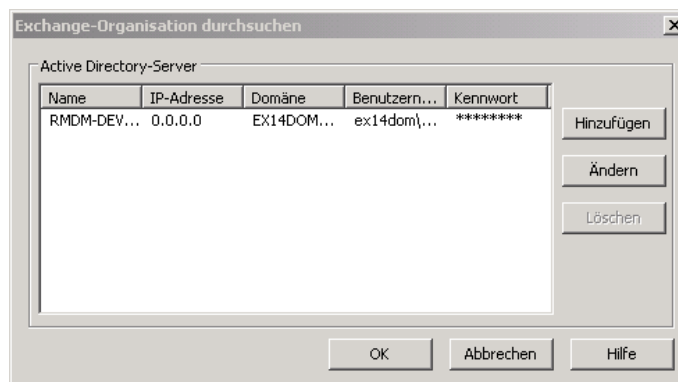 Exchange-Organisation durchsuchen
Active Directory-Server
Name IP-Adresse Domäne Benutzern... Kennwort
RMDM-DEV... 0.0.0.0 EX14DOM... ex14dom\... ********
Hinzufügen
Ändern
Löschen
OK Abbrechen Hilfe